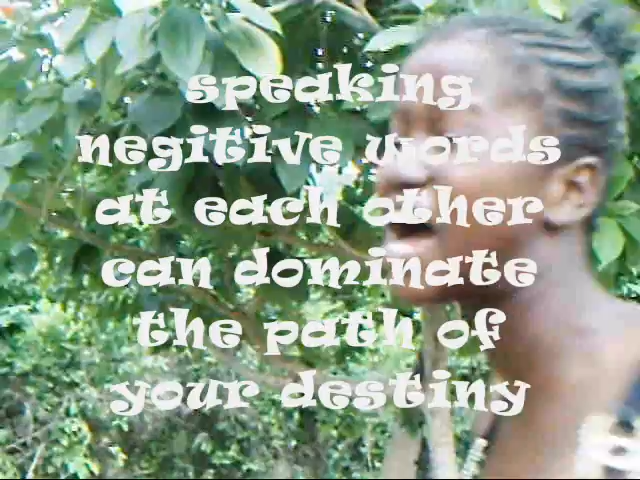 speaking
negitive words
at each other
can dominate
the path of
your destiny